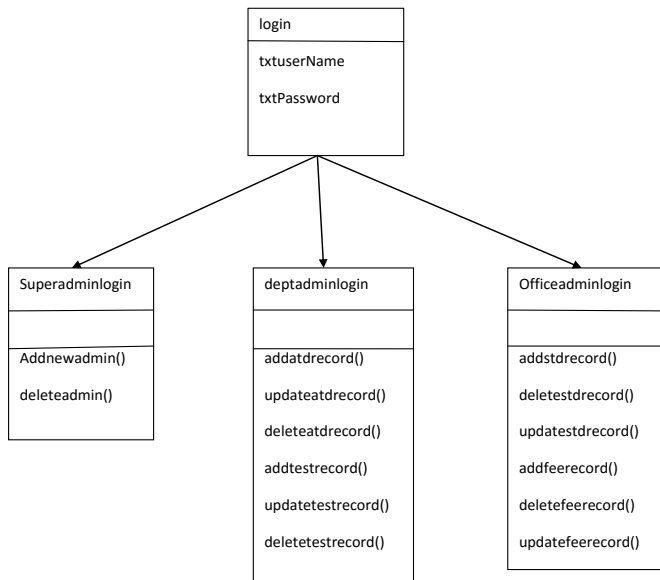 login
txtuserName
txtPassword
Superadminlogin
Addnewadmin()
deleteadmin()
deptadminlogin
addatdrecord()
updateatdrecord()
deleteatdrecord()
addtestrecord()
updatetestrecord()
deletetestrecord()
Officeadminlogin
addstdrecord()
deletestdrecord()
updatestdrecord()
addfeerecord()
deletefeerecord()
updatefeerecord()